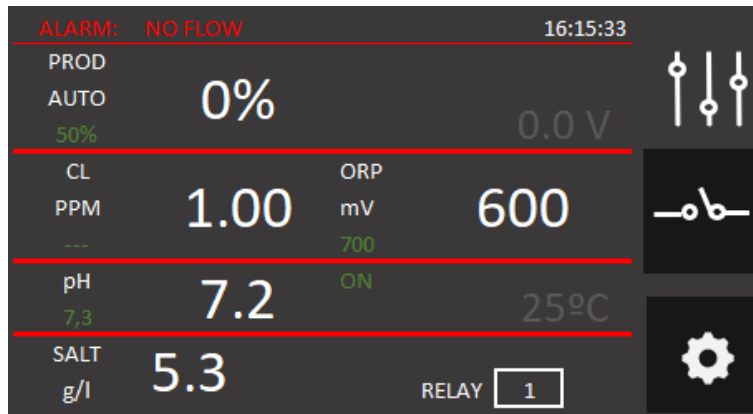 ALARM: NO FLOW 16:15:33
PROD
AUTO 0%
50% 0.0 V
CL ORP
PPM 1.00 mV 600
--- 700
pH 7.2 ON
7,3 25ºC
SALT 5.3
g/l RELAY 1